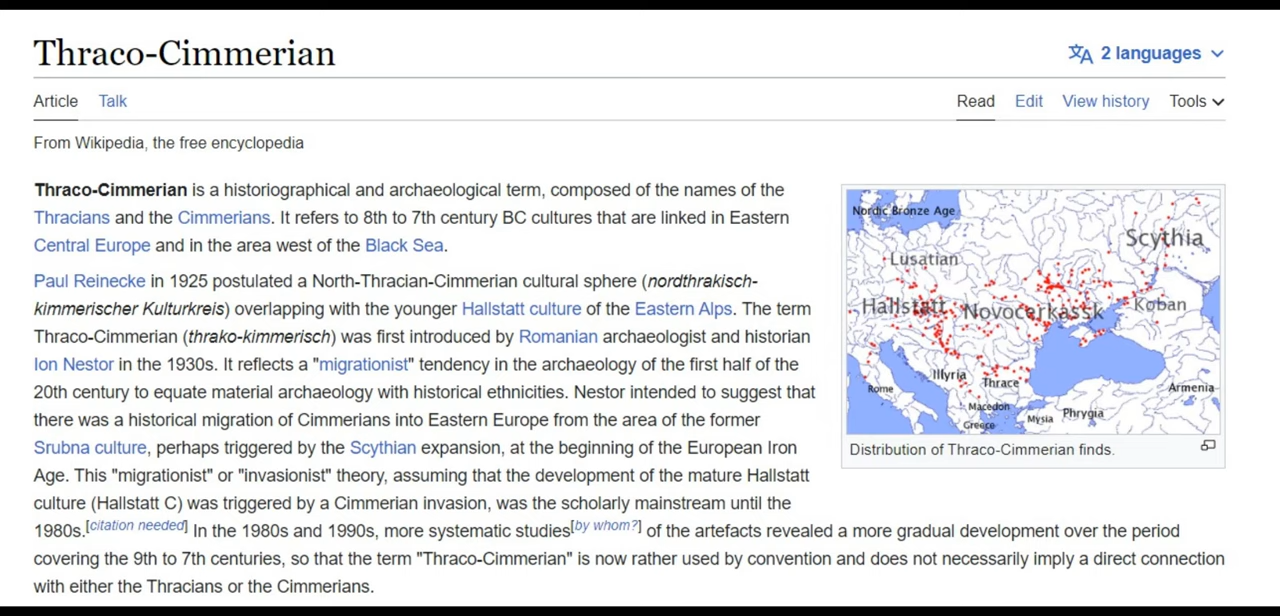 Thraco-Cimmerian
2 languages
Article Talk
Read Edit View history Tools
From Wikipedia, the free encyclopedia
Thraco-Cimmerian is a historiographical and archaeological term, composed of the names of the
Thracians and the Cimmerians. It refers to 8th to 7th century BC cultures that are linked in Eastern
Central Europe and in the area west of the Black Sea.
Paul Reinecke in 1925 postulated a North-Thracian-Cimmerian cultural sphere (nordthrakisch-
kimmerischer Kulturkreis) overlapping with the younger Hallstatt culture of the Eastern Alps. The term
Thraco-Cimmerian (thrako-kimmerisch) was first introduced by Romanian archaeologist and historian
Ion Nestor in the 1930s. It reflects a "migrationist" tendency in the archaeology of the first half of the
20th century to equate material archaeology with historical ethnicities. Nestor intended to suggest that
there was a historical migration of Cimmerians into Eastern Europe from the area of the former
Srubna culture, perhaps triggered by the Scythian expansion, at the beginning of the European Iron
Age. This "migrationist" or "invasionist" theory, assuming that the development of the mature Hallstatt
culture (Hallstatt C) was triggered by a Cimmerian invasion, was the scholarly mainstream until the
1980s.[citation needed] In the 1980s and 1990s, more systematic studies[by whom?] of the artefacts revealed a more gradual development over the period
covering the 9th to 7th centuries, so that the term "Thraco-Cimmerian" is now rather used by convention and does not necessarily imply a direct connection
with either the Thracians or the Cimmerians.
Nordic Bronze Age
Scythia
Lusatian
Hallstatt
Novocerkassk
Koban
Illyria
Thrace
Rome
Armenia
Macedon
Mysia
Phrygia
Greece
Distribution of Thraco-Cimmerian finds.